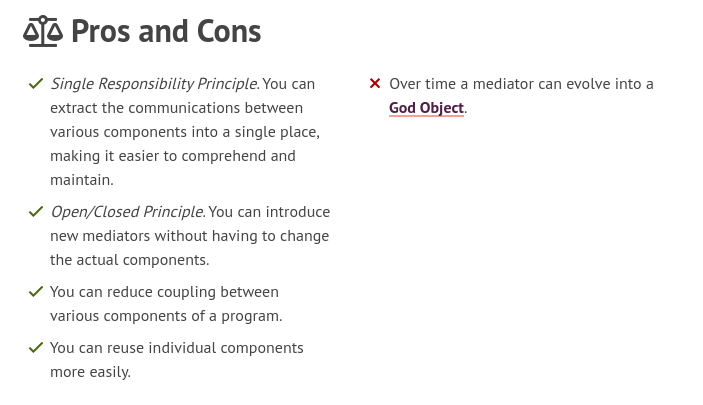 Pros and Cons
Single Responsibility Principle. You can
extract the communications between
various components into a single place,
making it easier to comprehend and
maintain.
Open/Closed Principle. You can introduce
new mediators without having to change
the actual components.
You can reduce coupling between
various components of a program.
You can reuse individual components
more easily.
Over time a mediator can evolve into a
God Object.